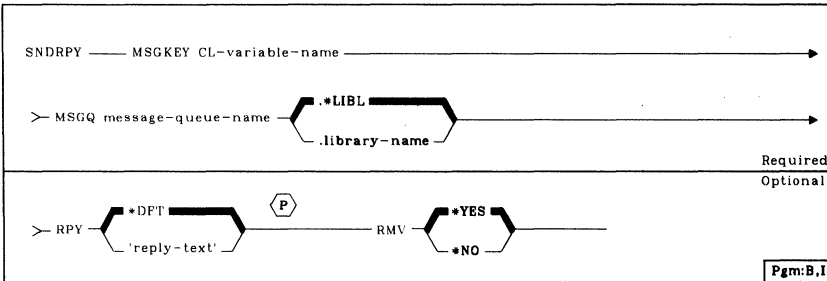 SNDRPY MSGKEY CL-variable-name
.*LIBL
MSGQ message-queue-name
.library-name
Required
Optional
*DFT P *YES
RPY RMV
'reply-text' *NO
Pgm:B,I